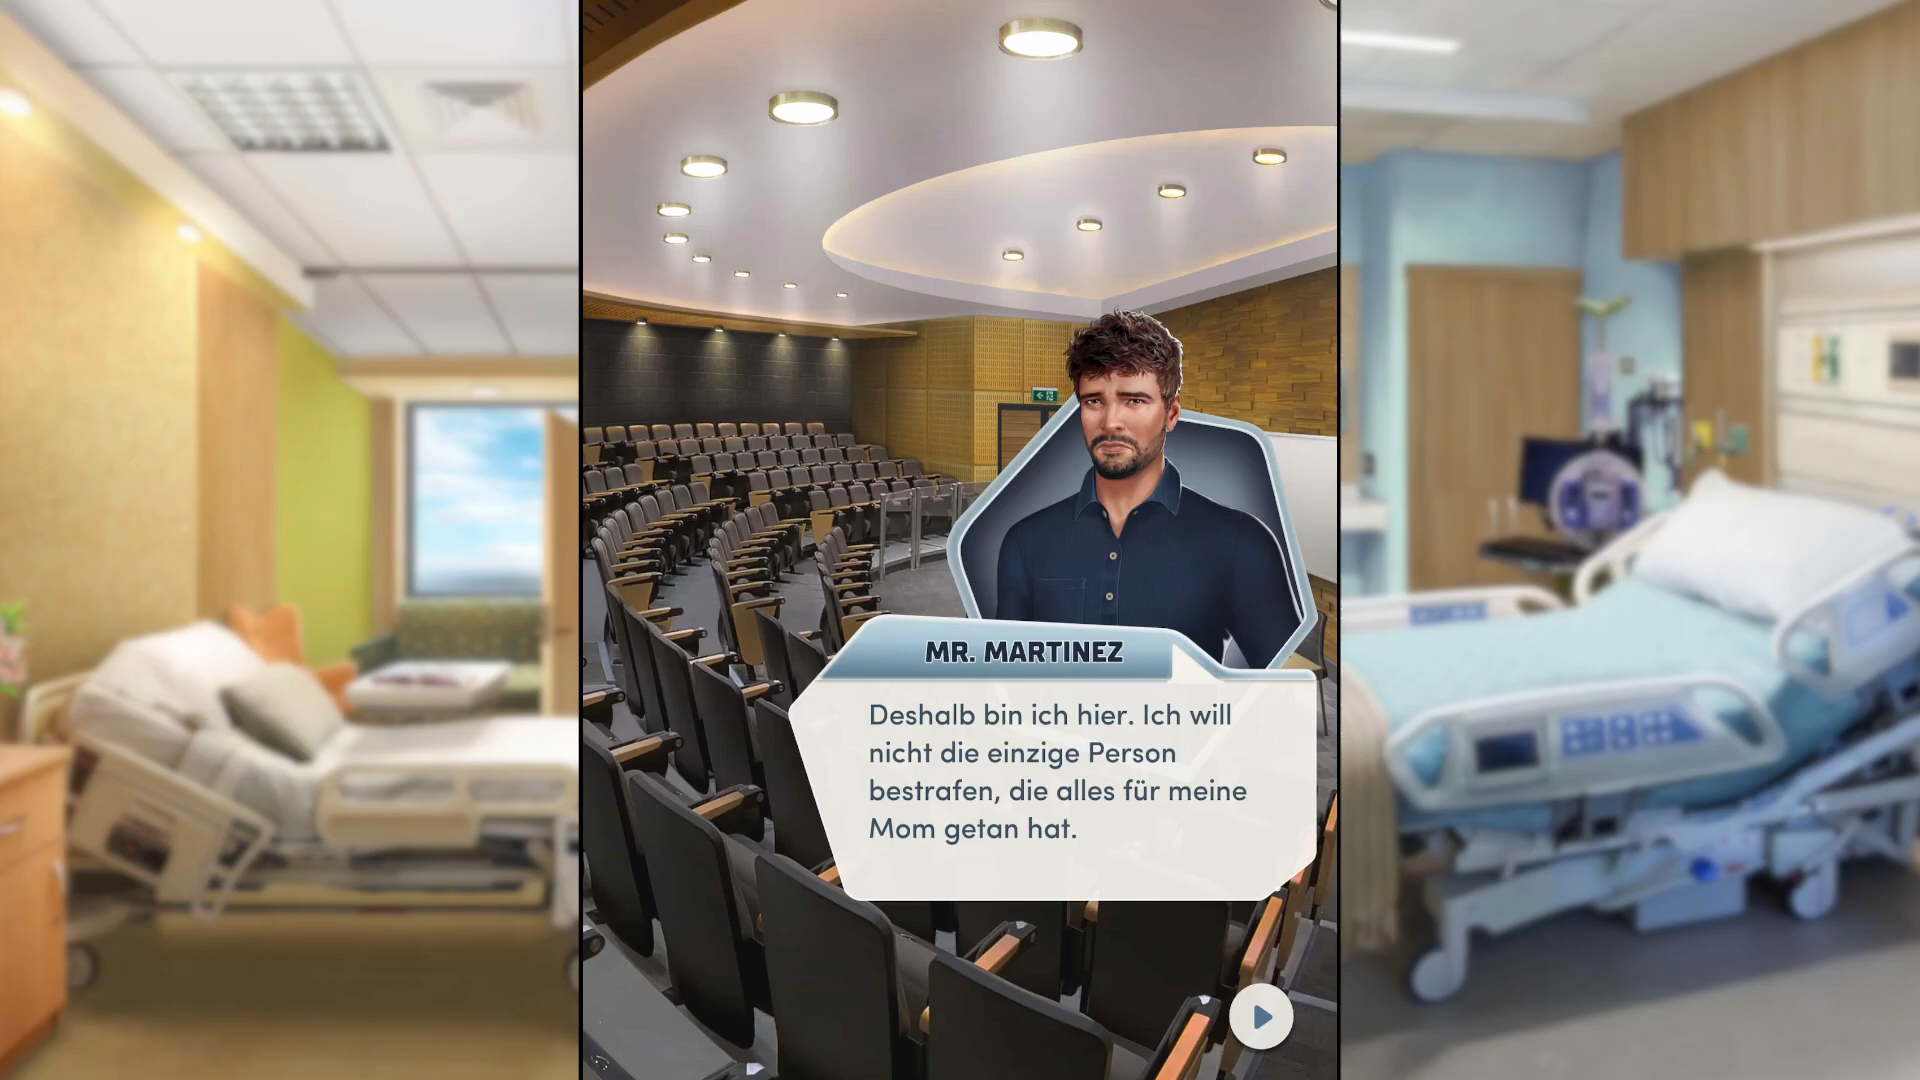 MR. MARTINEZ
Deshalb bin ich hier. Ich will
nicht die einzige Person
bestrafen, die alles für meine
Mom getan hat.